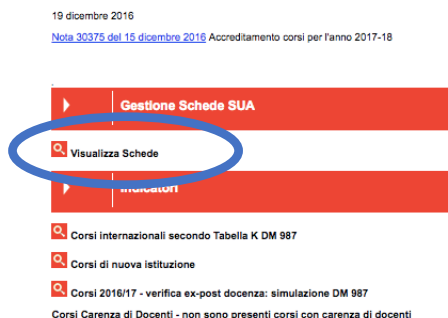 19 dicembre 2016
Nota 30375 del 15 dicembre 2016 Accreditamento corsi per l'anno 2017-18
Gestione Schede SUA
Visualizza Schede
Indicatori
Corsi internazionali secondo Tabella K DM 987
Corsi di nuova istituzione
Corsi 2016/17 - verifica ex-post docenza: simulazione DM 987
Corsi Carenza di Docenti - non sono presenti corsi con carenza di docenti